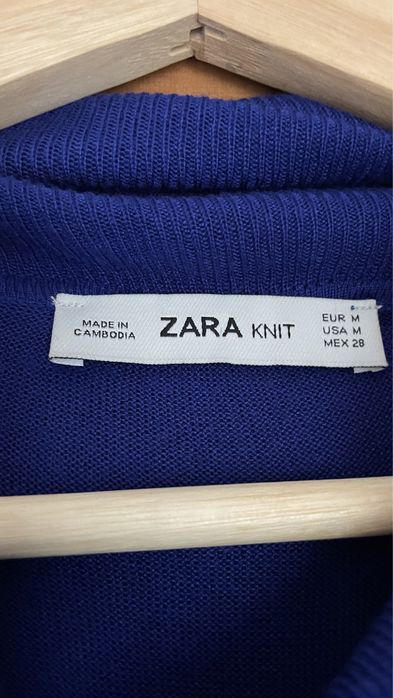 MADE IN
CAMBODIA
ZARA KNIT
EUR M
USA M
MEX 28